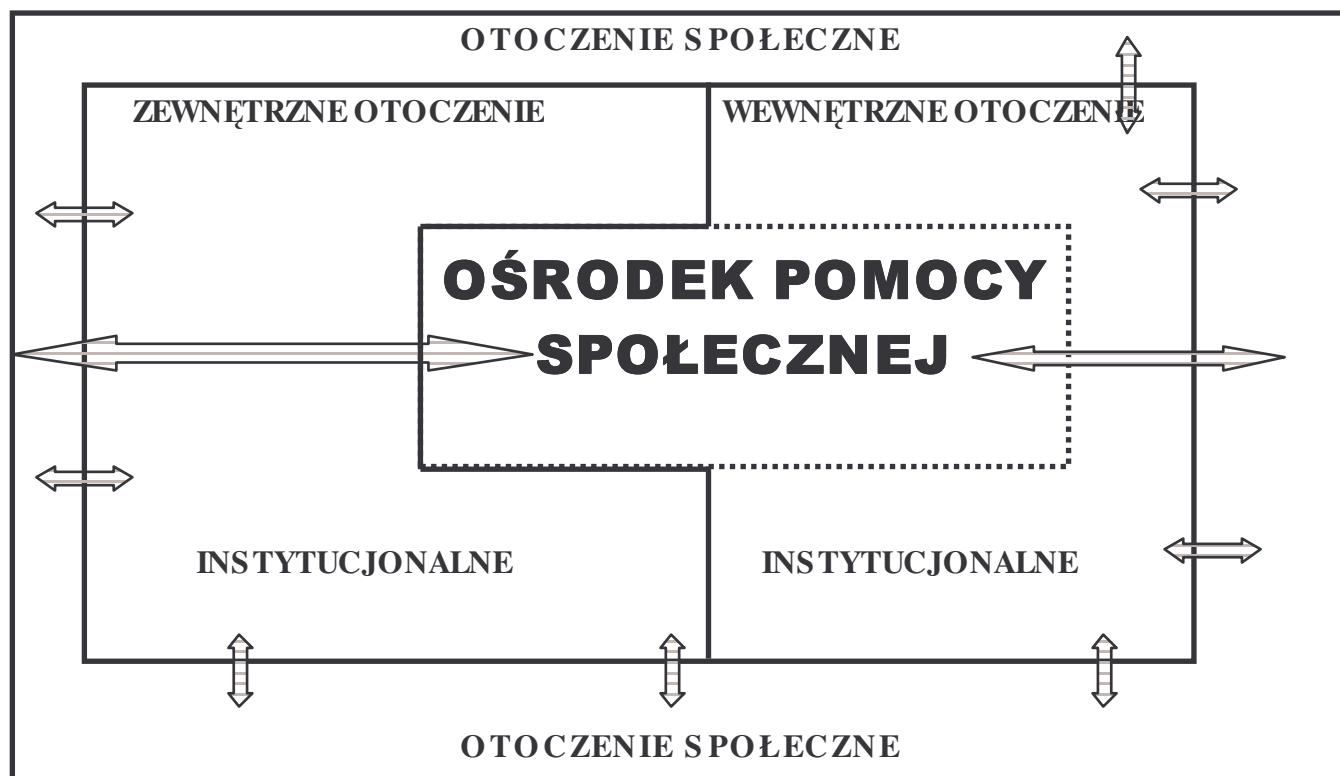 OTOCZENIE SPOŁECZNE
ZEWNĘTRZNE OTOCZENIE
WEWNĘTRZNE OTOCZENIE
OŚRODEK POMOCY
SPOŁECZNEJ
INSTYTUCJONALNE
INSTYTUCJONALNE
OTOCZENIE SPOŁECZNE